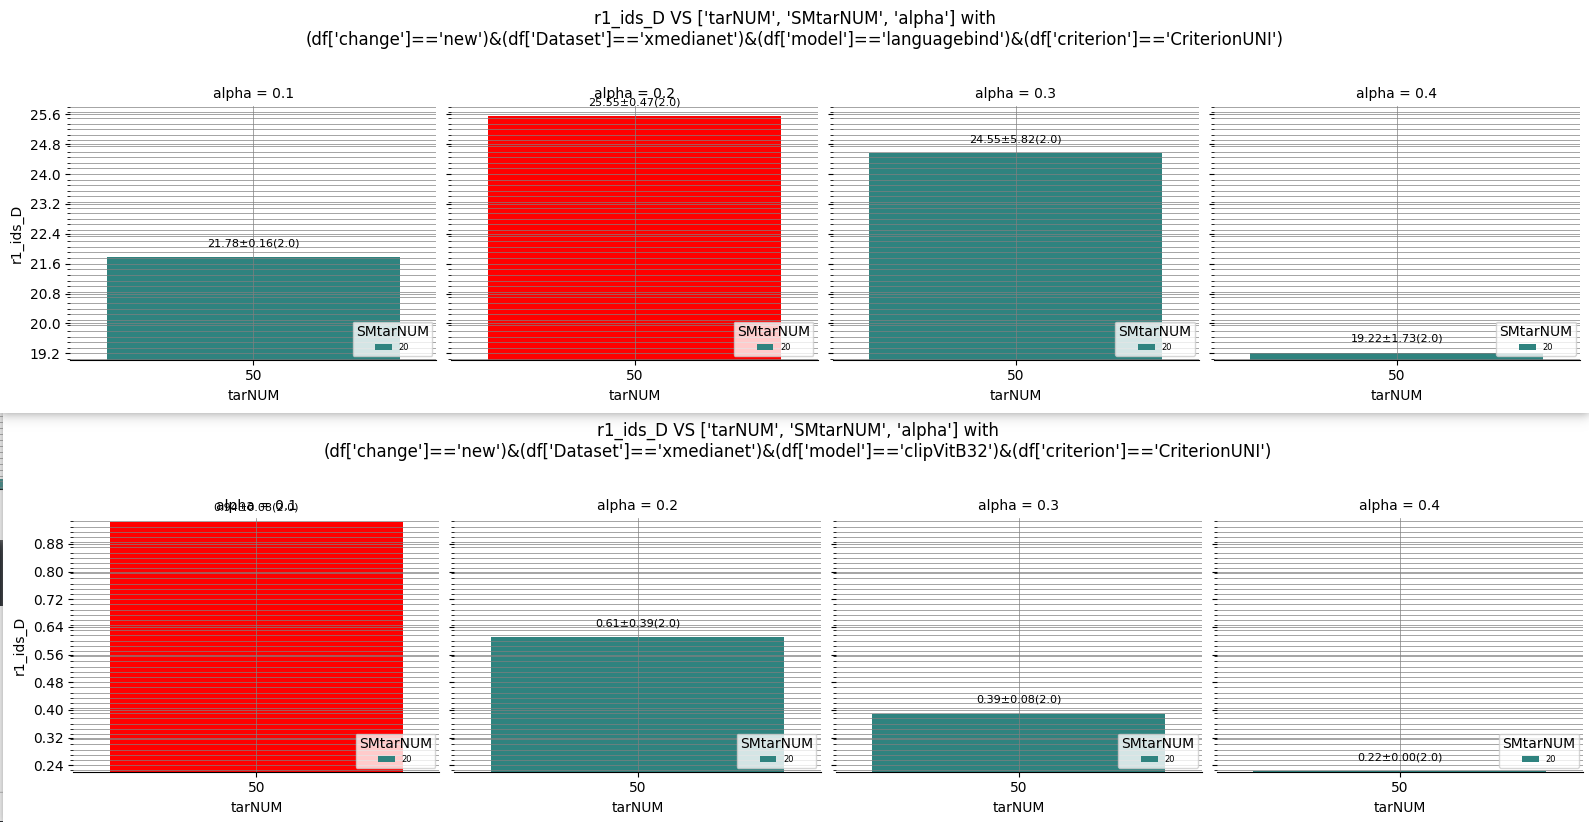 r1_ids_D VS ['tarNUM', 'SMtarNUM', 'alpha'] with
(df['change']=='new')&(df['Dataset']=='xmedianet')&(df['model']=='languagebind')&(df['criterion']=='CriterionUNI')
alpha = 0.1
alpha = 0.2
alpha = 0.3
alpha = 0.4
r1_ids_D
25.6
24.8
24.0
23.2
22.4
21.6
20.8
20.0
19.2
21.78±0.16(2.0)
25.55±0.47(2.0)
24.55±5.82(2.0)
19.22±1.73(2.0)
SMtarNUM
20
SMtarNUM
20
SMtarNUM
20
SMtarNUM
20
50
50
50
50
tarNUM
tarNUM
tarNUM
tarNUM
r1_ids_D VS ['tarNUM', 'SMtarNUM', 'alpha'] with
(df['change']=='new')&(df['Dataset']=='xmedianet')&(df['model']=='clipVitB32')&(df['criterion']=='CriterionUNI')
alpha = 0.1
alpha = 0.2
alpha = 0.3
alpha = 0.4
r1_ids_D
0.88
0.80
0.72
0.64
0.56
0.48
0.40
0.32
0.24
0.61±0.39(2.0)
0.39±0.08(2.0)
0.22±0.00(2.0)
SMtarNUM
20
SMtarNUM
20
SMtarNUM
20
SMtarNUM
20
50
50
50
50
tarNUM
tarNUM
tarNUM
tarNUM